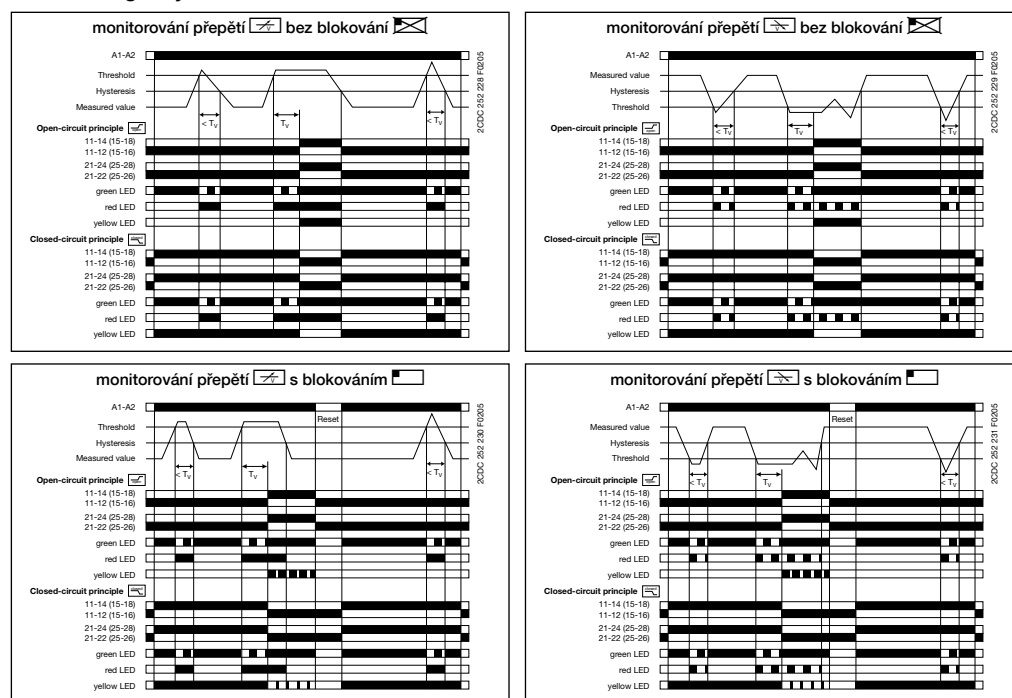 monitorování přepětí V bez blokování
A1-A2
Threshold
Hysteresis
Measured value
< Tv
Tv
< Tv
Open-circuit principle
11-14 (15-18)
11-12 (15-16)
21-24 (25-28)
21-22 (25-26)
green LED
red LED
yellow LED
Closed-circuit principle closed
11-14 (15-18)
11-12 (15-16)
21-24 (25-28)
21-22 (25-26)
green LED
red LED
yellow LED
2CDC 252 228 F0205
monitorování přepětí V bez blokování
A1-A2
Measured value
Hysteresis
Threshold
< Tv
Tv
< Tv
Open-circuit principle
11-14 (15-18)
11-12 (15-16)
21-24 (25-28)
21-22 (25-26)
green LED
red LED
yellow LED
Closed-circuit principle closed
11-14 (15-18)
11-12 (15-16)
21-24 (25-28)
21-22 (25-26)
green LED
red LED
yellow LED
2CDC 252 229 F0205
monitorování přepětí V s blokováním
A1-A2
Reset
Threshold
Hysteresis
Measured value
< Tv
Tv
< Tv
Open-circuit principle
11-14 (15-18)
11-12 (15-16)
21-24 (25-28)
21-22 (25-26)
green LED
red LED
yellow LED
Closed-circuit principle closed
11-14 (15-18)
11-12 (15-16)
21-24 (25-28)
21-22 (25-26)
green LED
red LED
yellow LED
2CDC 252 230 F0205
monitorování přepětí V s blokováním
A1-A2
Reset
Measured value
Hysteresis
Threshold
< Tv
Tv
< Tv
Open-circuit principle
11-14 (15-18)
11-12 (15-16)
21-24 (25-28)
21-22 (25-26)
green LED
red LED
yellow LED
Closed-circuit principle closed
11-14 (15-18)
11-12 (15-16)
21-24 (25-28)
21-22 (25-26)
green LED
red LED
yellow LED
2CDC 252 231 F0205